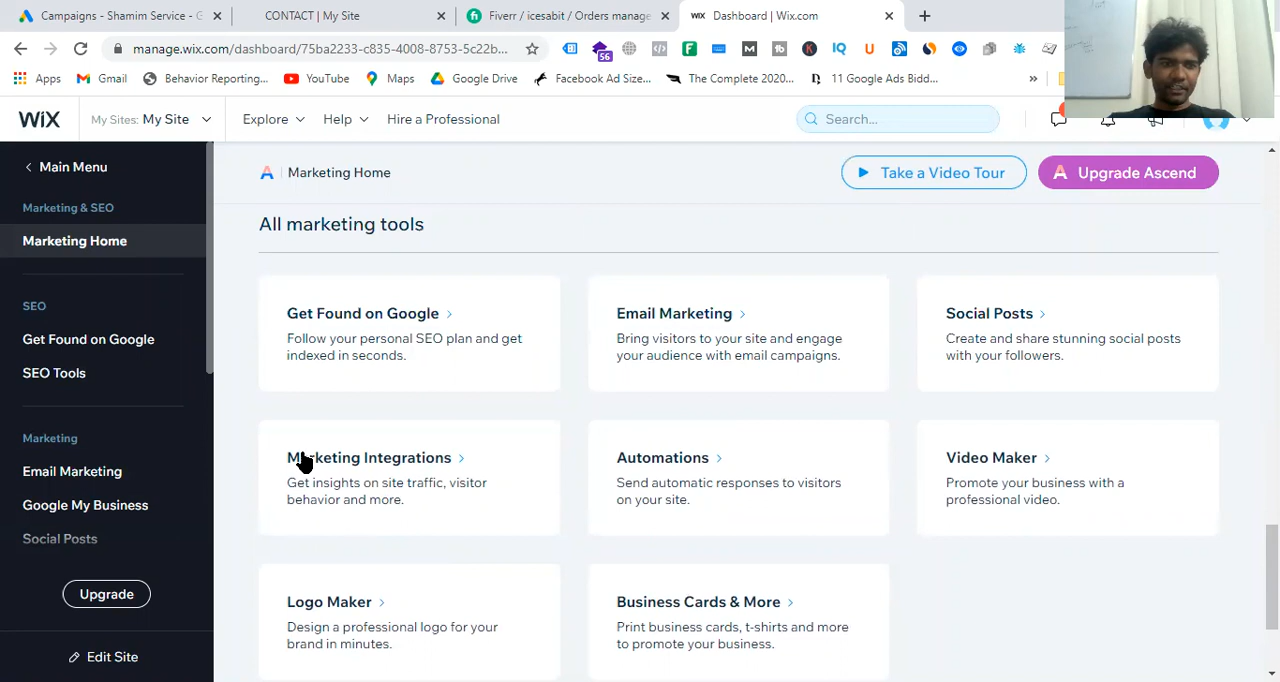 Campaigns - Shamim Service - G
CONTACT | My Site
Fiverr / icesabit / Orders manage
WIX Dashboard | Wix.com
manage.wix.com/dashboard/75ba2233-c835-4008-8753-5c22b...
56
M
IQ
U
Apps
Gmail
Behavior Reporting...
YouTube
Maps
Google Drive
Facebook Ad Size...
The Complete 2020...
11 Google Ads Bidd...
»
WiX
My Sites: My Site
Explore
Help
Hire a Professional
Search...
Main Menu
Marketing & SEO
Marketing Home
SEO
Get Found on Google
SEO Tools
Marketing
Email Marketing
Google My Business
Social Posts
Upgrade
Edit Site
A | Marketing Home
Take a Video Tour
Upgrade Ascend
All marketing tools
Get Found on Google
Follow your personal SEO plan and get
indexed in seconds.
Email Marketing
Bring visitors to your site and engage
your audience with email campaigns.
Social Posts
Create and share stunning social posts
with your followers.
Marketing Integrations
Get insights on site traffic, visitor
behavior and more.
Automations
Send automatic responses to visitors
on your site.
Video Maker
Promote your business with a
professional video.
Logo Maker
Design a professional logo for your
brand in minutes.
Business Cards & More
Print business cards, t-shirts and more
to promote your business.